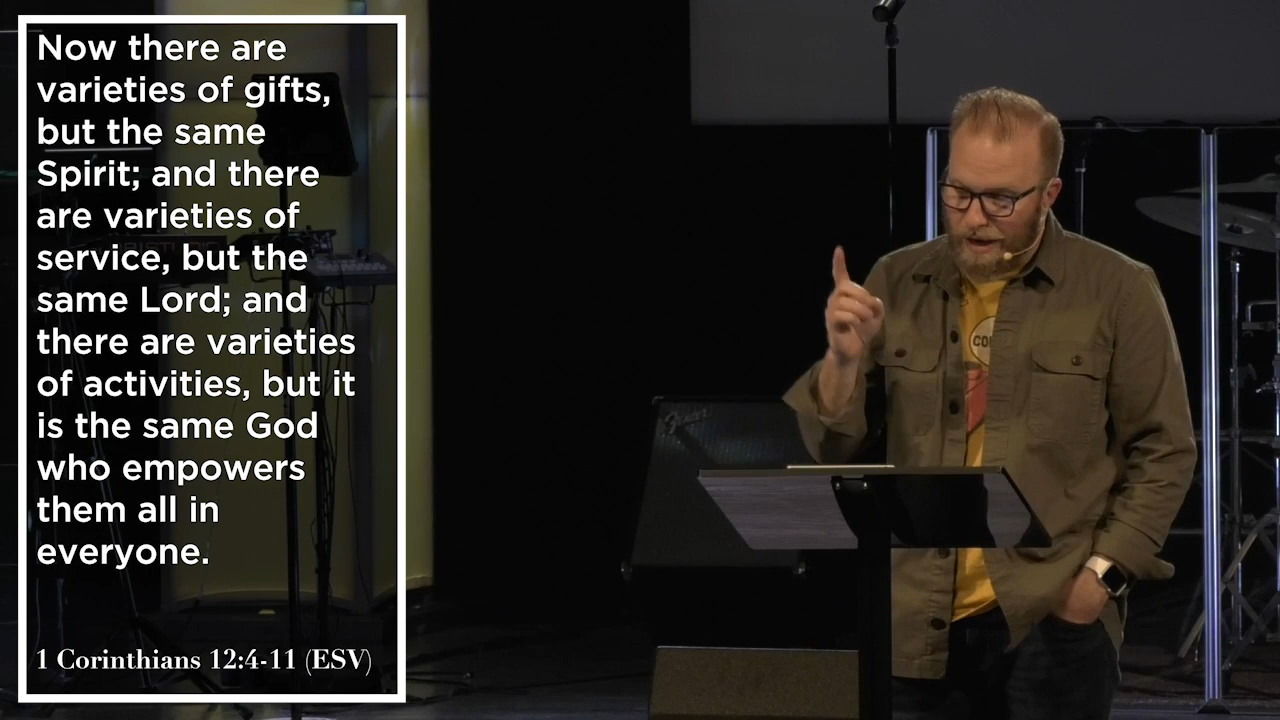 Now there are
varieties of gifts,
but the same
Spirit; and there
are varieties of
service, but the
same Lord; and
there are varieties
of activities, but it
is the same God
who empowers
them all in
everyone.
1 Corinthians 12:4-11 (ESV)
Fender